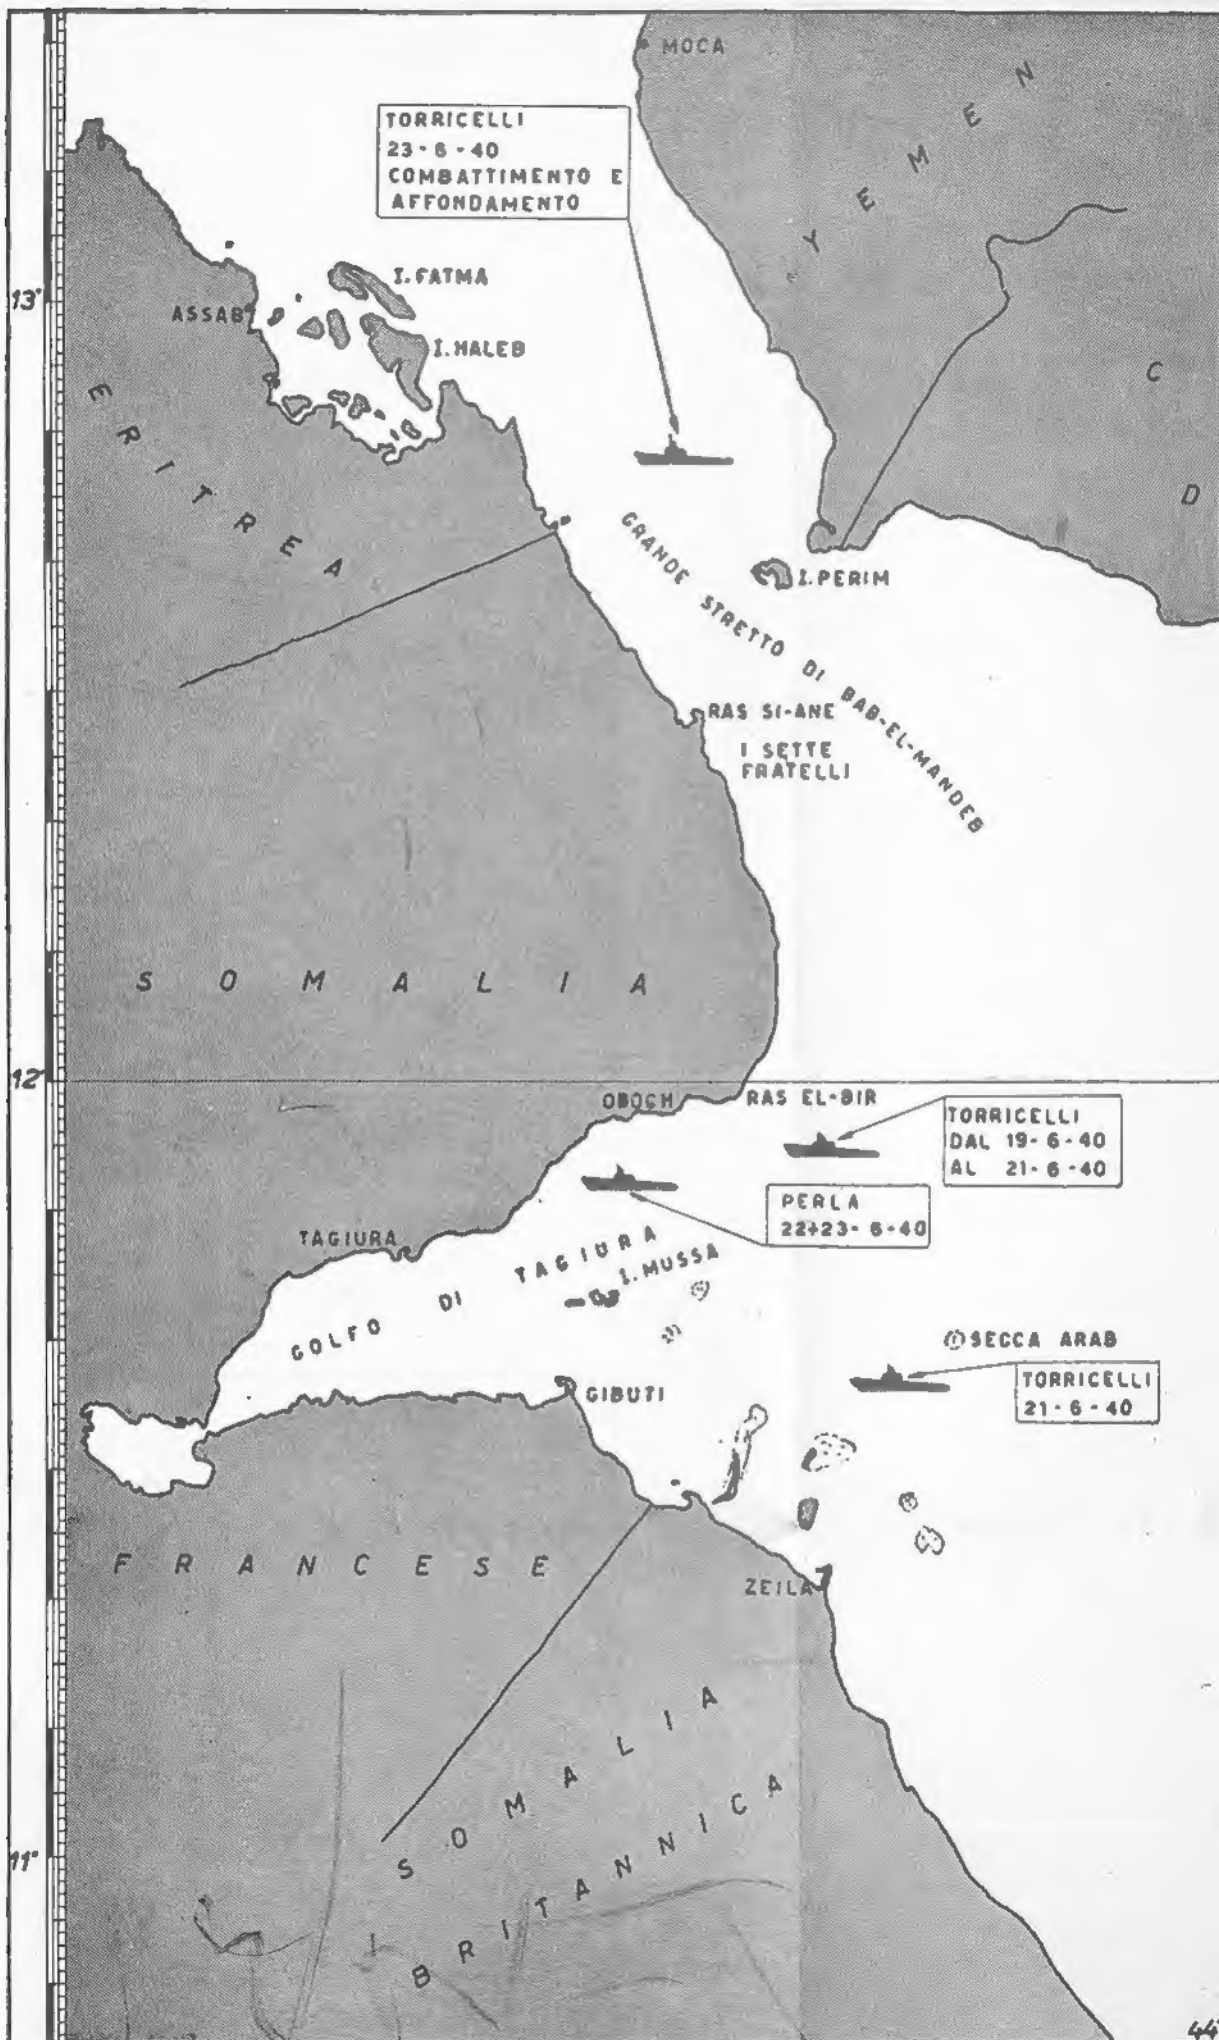 MOCA
YEMEN
TORRICELLI
23-6-40
COMBATTIMENTO E
AFFONDAMENTO
I. FATMA
13°
ASSAB
I. HALEB
C
ERITREA
D
GRANDE STRETTO DI BAB-EL-MANDEB
I. PERIM
RAS SI-ANE
I SETTE
FRATELLI
SOMALIA
12°
OBOCH
RAS EL-BIR
TORRICELLI
DAL 19-6-40
AL 21-6-40
PERLA
22÷23-6-40
TAGIURA
GOLFO DI TAGIURA
I. MUSSA
SECCA ARAB
TORRICELLI
21-6-40
GIBUTI
FRANCESE
ZEILA
SOMALIA
BRITANNICA
11°
44°